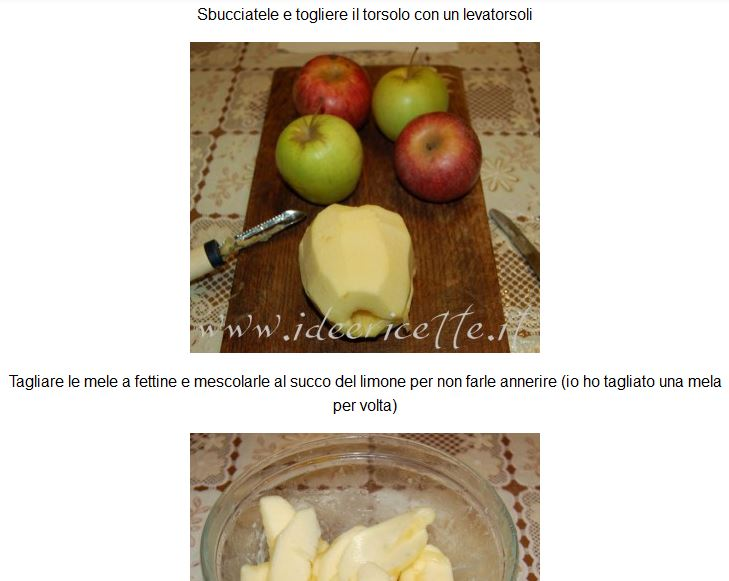 Sbucciatele e togliere il torsolo con un levatorsoli
www.ideericette.it
Tagliare le mele a fettine e mescolarle al succo del limone per non farle annerire (io ho tagliato una mela
per volta)